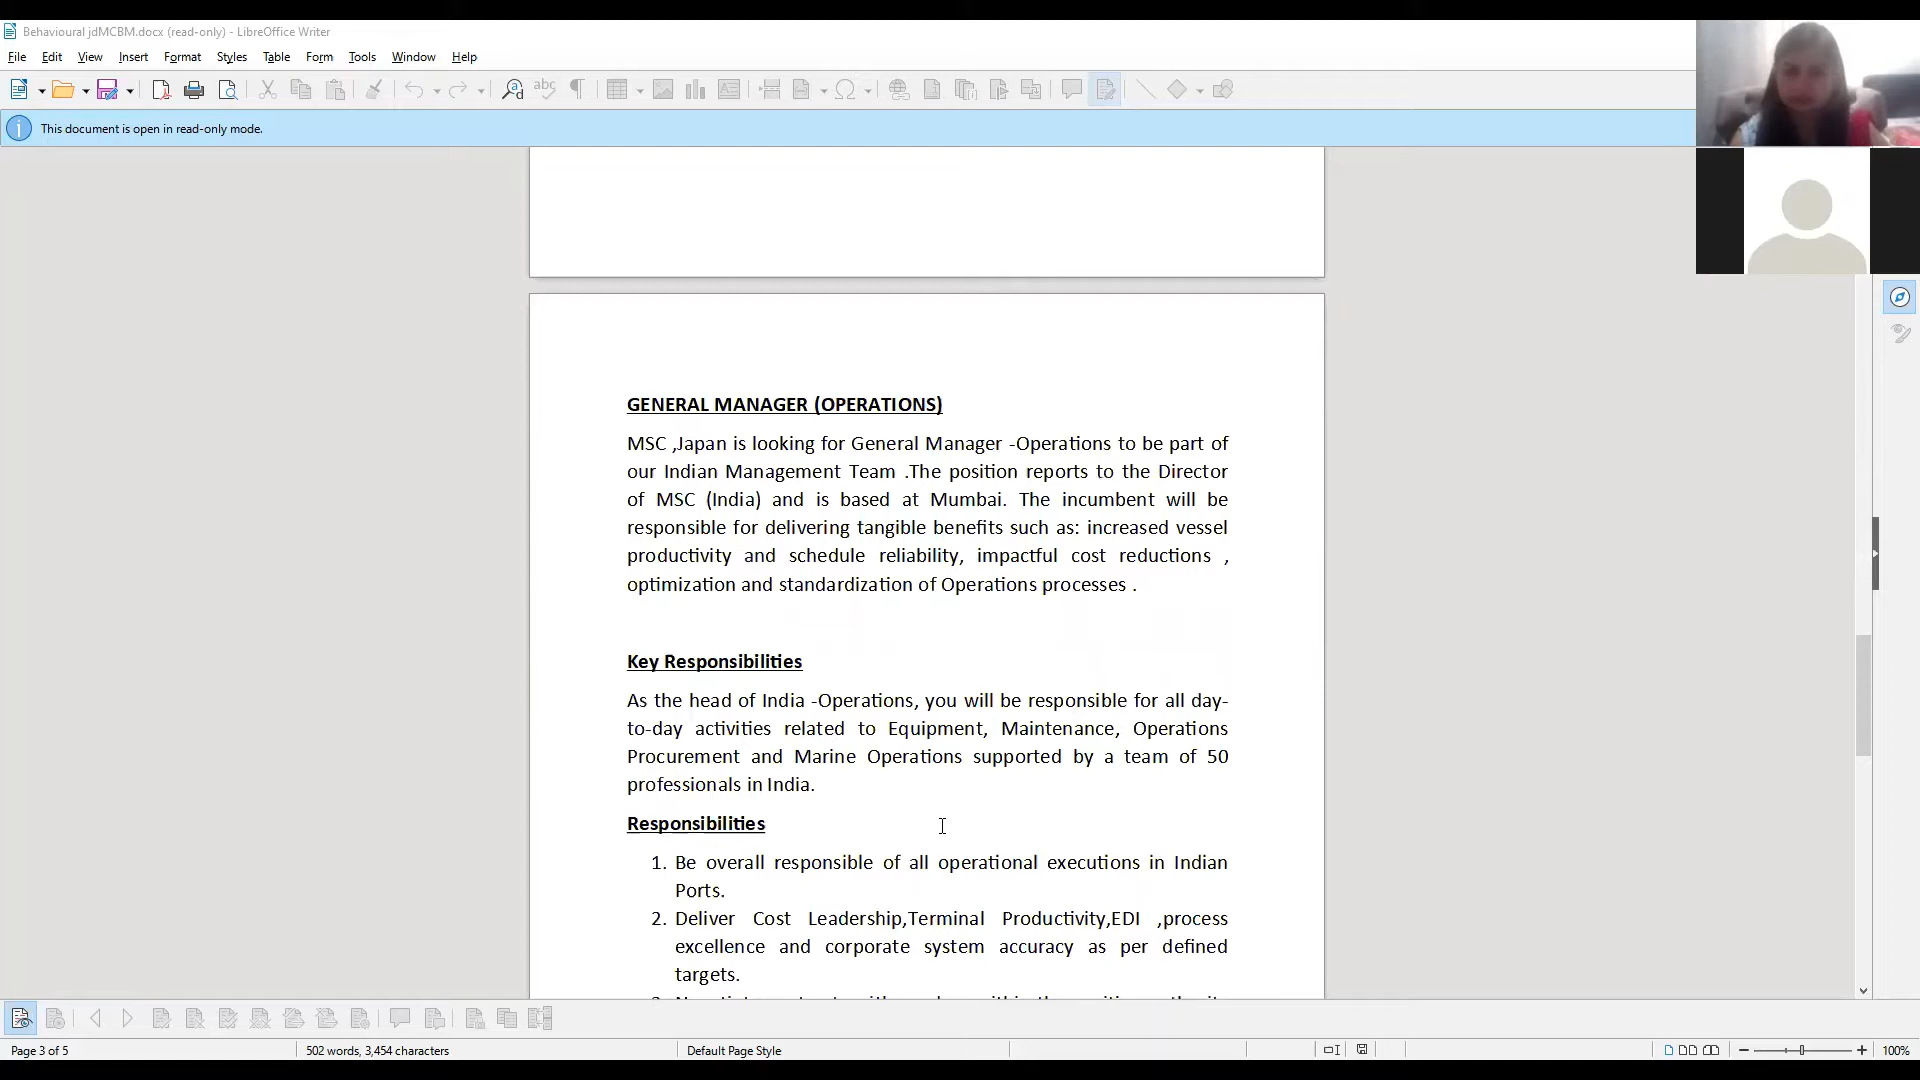 Behavioural jdMCBM.docx (read-only) - LibreOffice Writer
File Edit View Insert Format Styles Table Form Tools Window Help
This document is open in read-only mode.
GENERAL MANAGER (OPERATIONS)
MSC ,Japan is looking for General Manager -Operations to be part of
our Indian Management Team .The position reports to the Director
of MSC (India) and is based at Mumbai. The incumbent will be
responsible for delivering tangible benefits such as: increased vessel
productivity and schedule reliability, impactful cost reductions ,
optimization and standardization of Operations processes .
Key Responsibilities
As the head of India -Operations, you will be responsible for all day-
to-day activities related to Equipment, Maintenance, Operations
Procurement and Marine Operations supported by a team of 50
professionals in India.
Responsibilities
1. Be overall responsible of all operational executions in Indian
Ports.
2. Deliver Cost Leadership,Terminal Productivity,EDI ,process
excellence and corporate system accuracy as per defined
targets.
Page 3 of 5
502 words, 3,454 characters
Default Page Style
100%